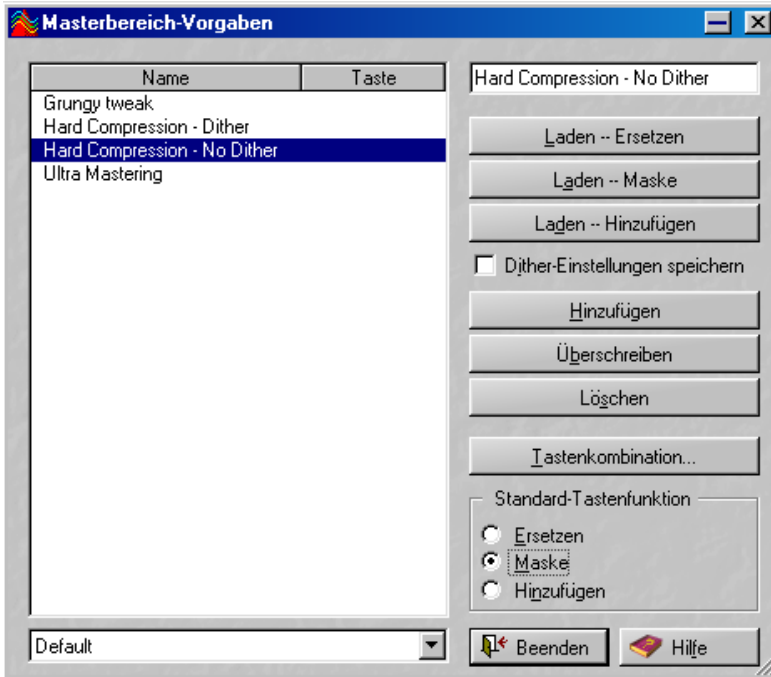 Masterbereich-Vorgaben
Name Taste
Grungy tweak
Hard Compression - Dither
Hard Compression - No Dither
Ultra Mastering
Default
Hard Compression - No Dither
Laden -- Ersetzen
Laden -- Maske
Laden -- Hinzufügen
Dither-Einstellungen speichern
Hinzufügen
Überschreiben
Löschen
Tastenkombination...
Standard-Tastenfunktion
Ersetzen
Maske
Hinzufügen
Beenden Hilfe